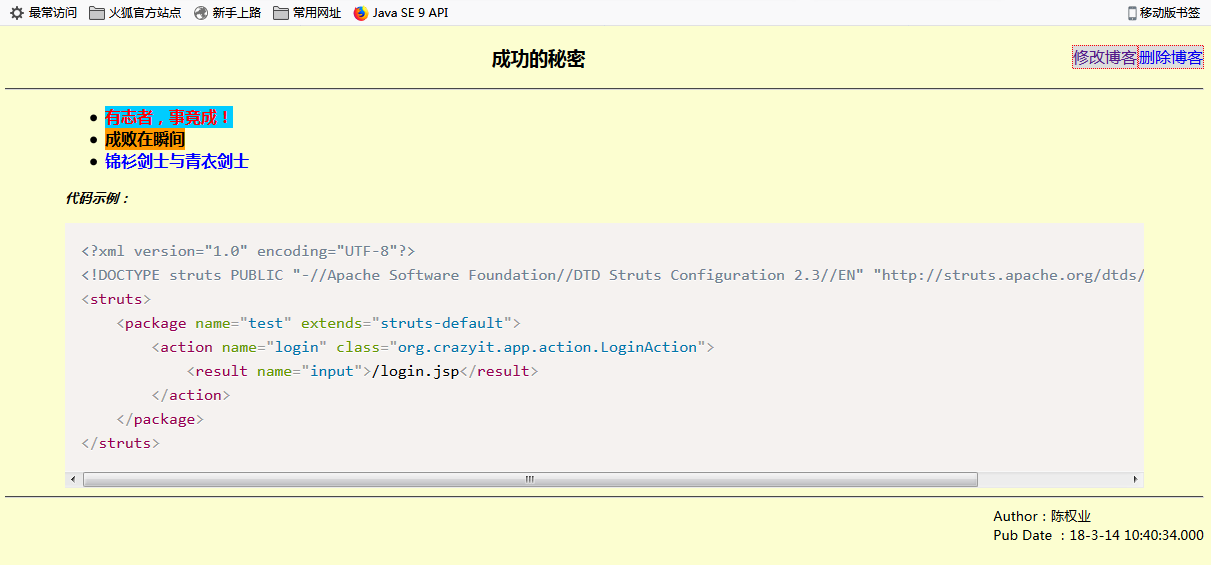 最常访问 火狐官方站点 新手上路 常用网址 Java SE 9 API 移动版书签
成功的秘密
修改博客删除博客
有志者，事竟成！
成败在瞬间
锦衫剑士与青衣剑士
代码示例：
<?xml version="1.0" encoding="UTF-8"?>
<!DOCTYPE struts PUBLIC "-//Apache Software Foundation//DTD Struts Configuration 2.3//EN" "http://struts.apache.org/dtds/
<struts>
    <package name="test" extends="struts-default">
        <action name="login" class="org.crazyit.app.action.LoginAction">
            <result name="input">/login.jsp</result>
        </action>
    </package>
</struts>
Author：陈权业
Pub Date ：18-3-14 10:40:34.000